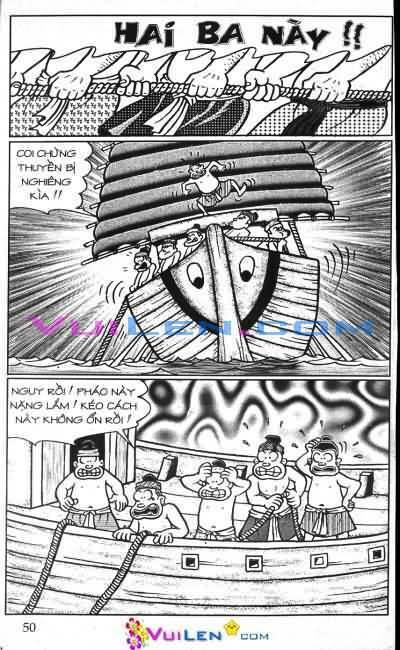 HAI BA NÀY !!
COI CHỪNG
THUYỀN BỊ
NGHIÊNG
KÌA !!
VUILEN.COM
NGUY RỒI ! PHÁO NÀY
NẶNG LẮM ! KÉO CÁCH
NÀY KHÔNG ỔN RỒI !
50
VUILEN.COM